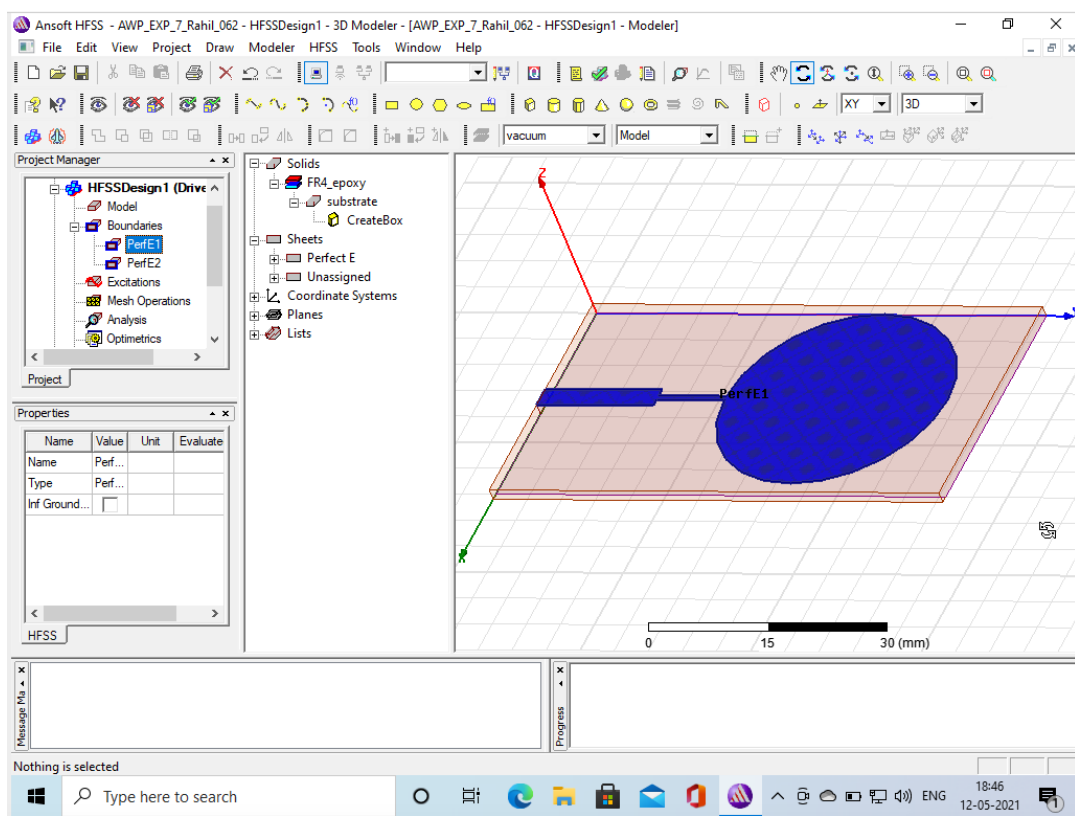 Ansoft HFSS - AWP_EXP_7_Rahil_062 - HFSSDesign1 - 3D Modeler - [AWP_EXP_7_Rahil_062 - HFSSDesign1 - Modeler]
File Edit View Project Draw Modeler HFSS Tools Window Help
XY 3D
vacuum Model
Project Manager
HFSSDesign1 (Drive
Model
Boundaries
PerfE1
PerfE2
Excitations
Mesh Operations
Analysis
Optimetrics
Project
Solids
FR4_epoxy
substrate
CreateBox
Sheets
Perfect E
Unassigned
Coordinate Systems
Planes
Lists
Properties
Name Value Unit Evaluate
Name Perf...
Type Perf...
Inf Ground...
HFSS
Z
PerfE1
X
0 15 30 (mm)
Message Ma
Progress
Nothing is selected
Type here to search
ENG
18:46
12-05-2021
1